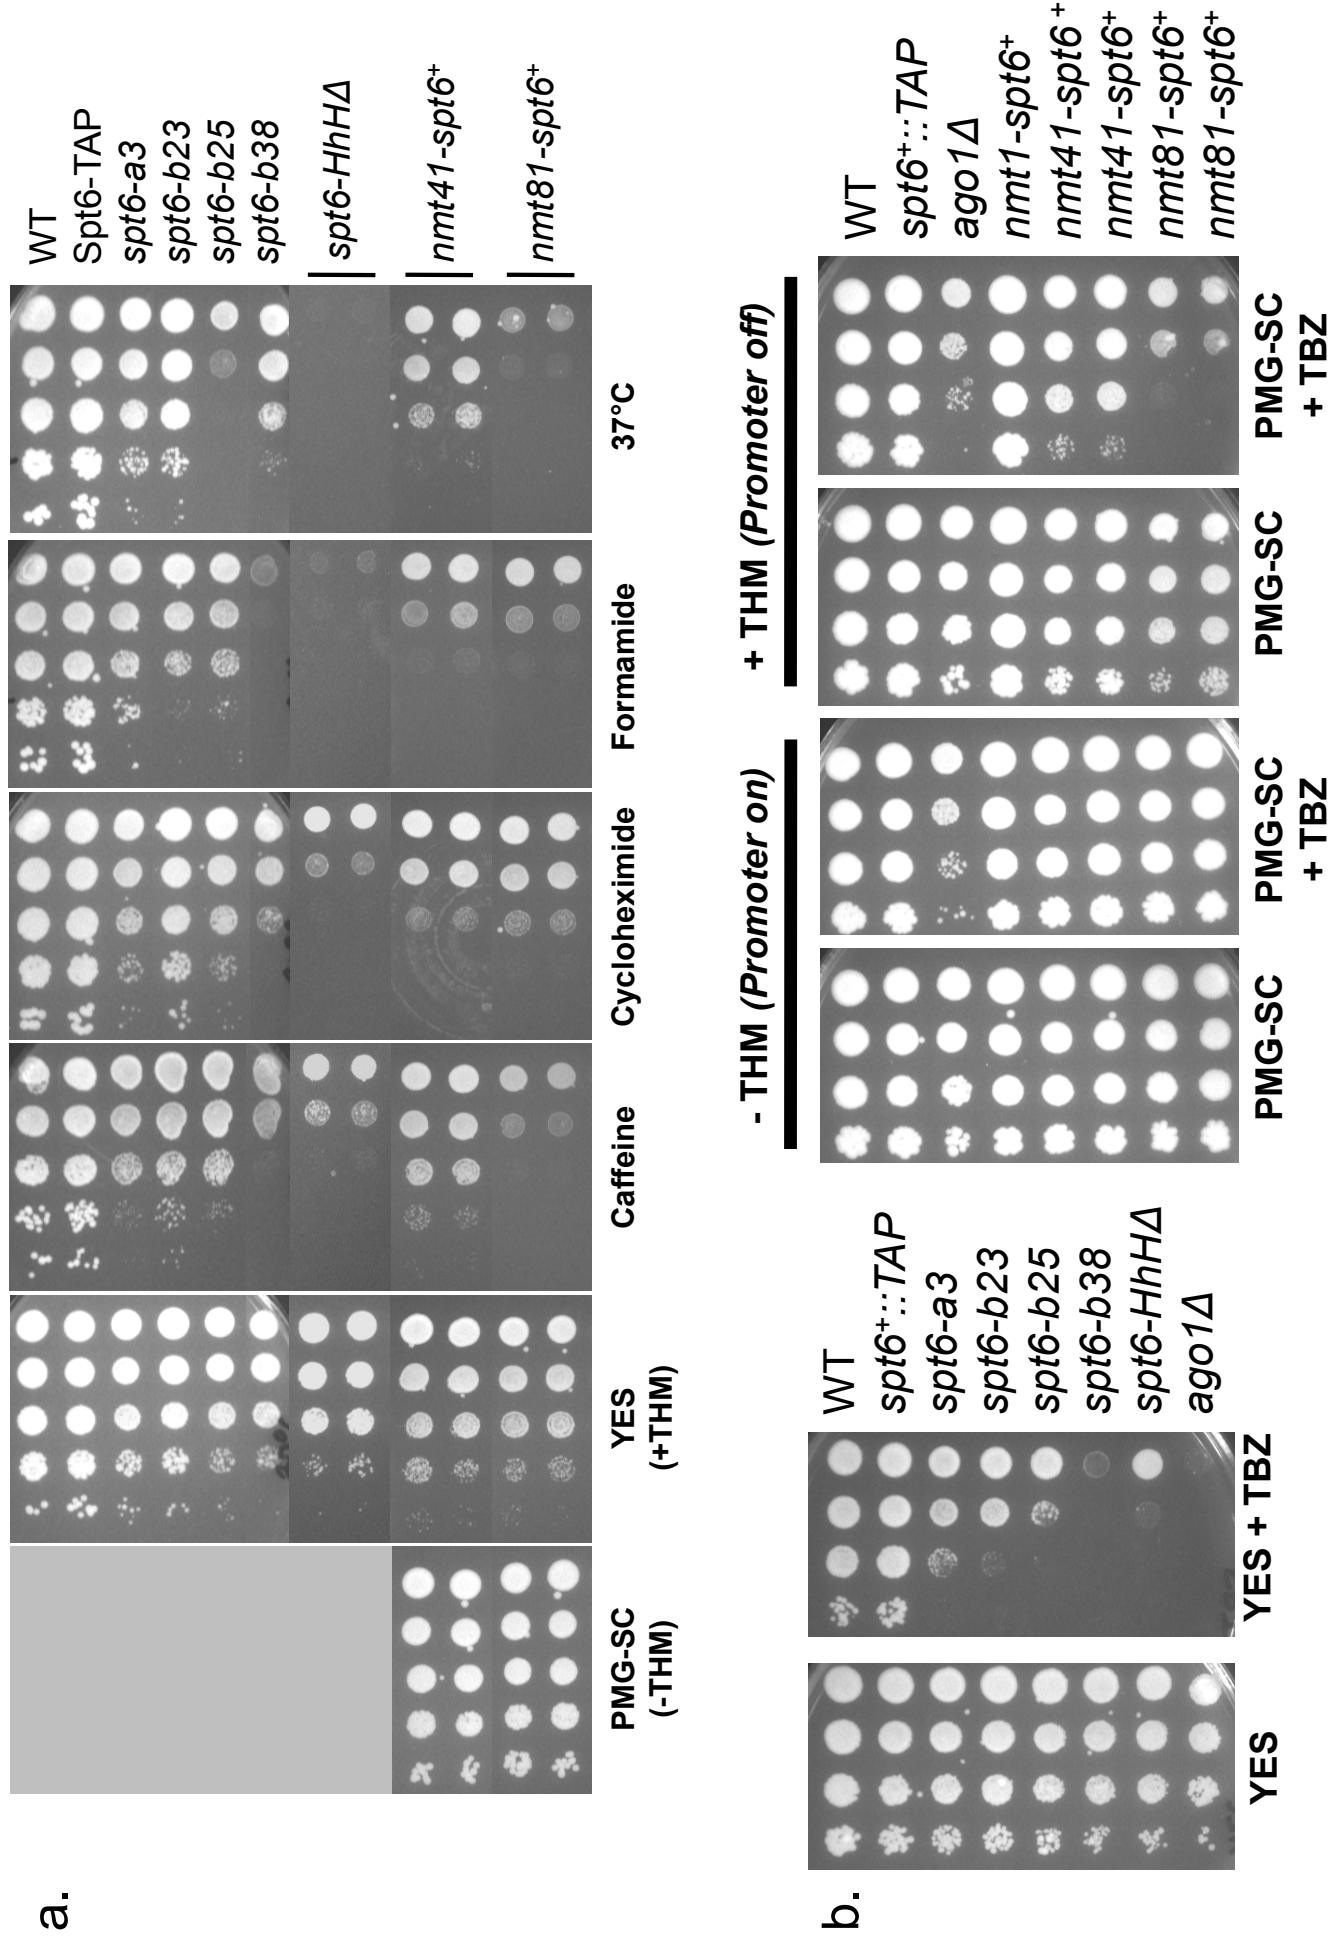 a.
WT
Spt6-TAP
spt6-a3
spt6-b23
spt6-b25
spt6-b38
spt6-HhHΔ
nmt41-spt6+
nmt81-spt6+
PMG-SC
(-THM)
YES
(+THM)
Caffeine
Cycloheximide
Formamide
37°C
b.
WT
spt6+::TAP
spt6-a3
spt6-b23
spt6-b25
spt6-b38
spt6-HhHΔ
ago1Δ
YES
YES + TBZ
- THM (Promoter on)
+ THM (Promoter off)
WT
spt6+::TAP
ago1Δ
nmt1-spt6+
nmt41-spt6+
nmt41-spt6+
nmt81-spt6+
nmt81-spt6+
PMG-SC
PMG-SC
+ TBZ
PMG-SC
PMG-SC
+ TBZ